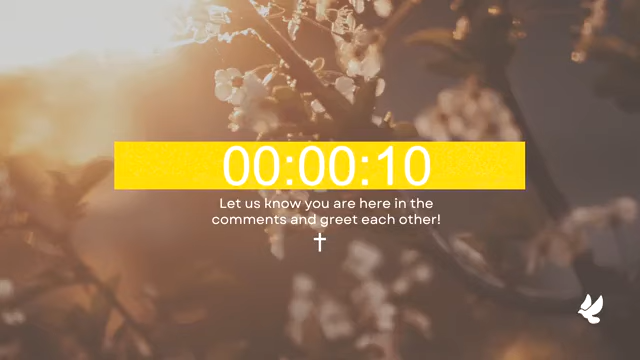 00:00:10
Let us know you are here in the
comments and greet each other!